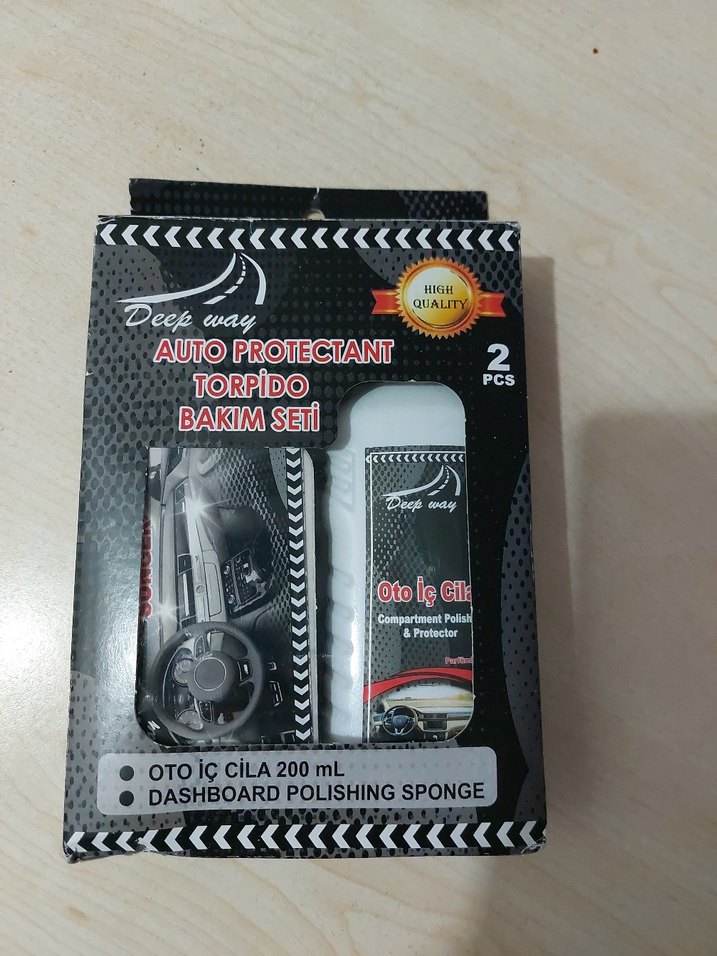 Deep way
HIGH
QUALITY
AUTO PROTECTANT
TORPİDO
BAKIM SETİ
2
PCS
Deep way
Oto İç Cila
Compartment Polish
& Protector
OTO İÇ CİLA 200 mL
DASHBOARD POLISHING SPONGE